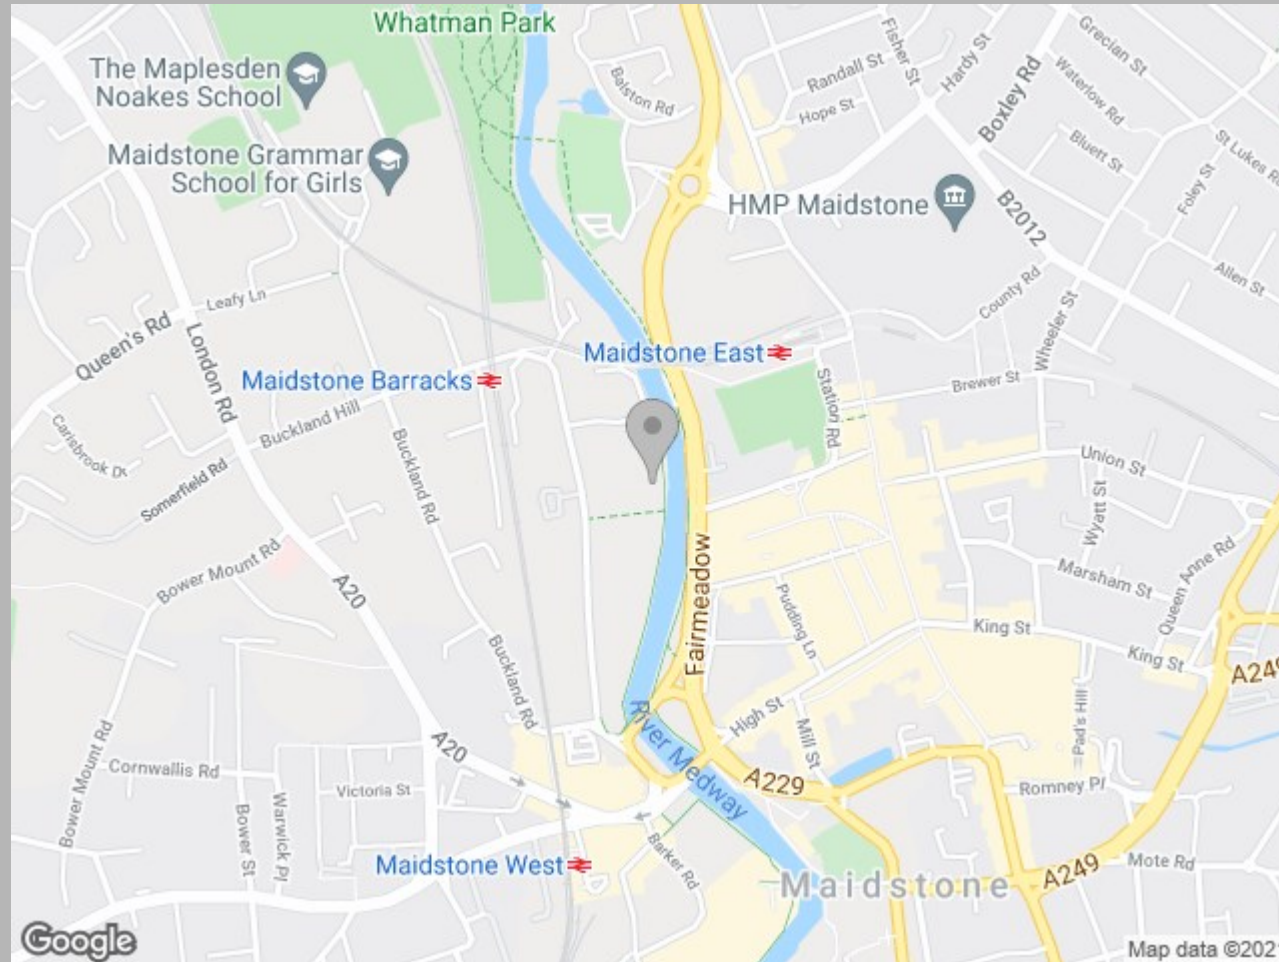 Whatman Park
The Maplesden
Noakes School
Maidstone Grammar
School for Girls
Balston Rd
Randall St
Hope St
Fisher St
Hardy St
Boxley Rd
Grecian St
Waterlow Rd
Bluett St
St Lukes R
Foley St
Allen St
HMP Maidstone
B2012
County Rd
Wheeler St
Leafy Ln
Queen's Rd
London Rd
Maidstone East
Maidstone Barracks
Station Rd
Brewer St
Buckland Hill
Carisbrook Dr
Somerfield Rd
Buckland Rd
Union St
Wyatt St
Bower Mount Rd
A20
Fairmeadow
Pudding Ln
Marsham St
Queen Anne Rd
King St
King St
A249
Buckland Rd
High St
Mill St
Pad's Hill
River Medway
Bower Mount Rd
A20
Cornwallis Rd
Victoria St
A229
Romney Pl
Warwick Pl
Bower St
Maidstone West
Barker Rd
Maidstone
A249
Mote Rd
Google
Map data ©202